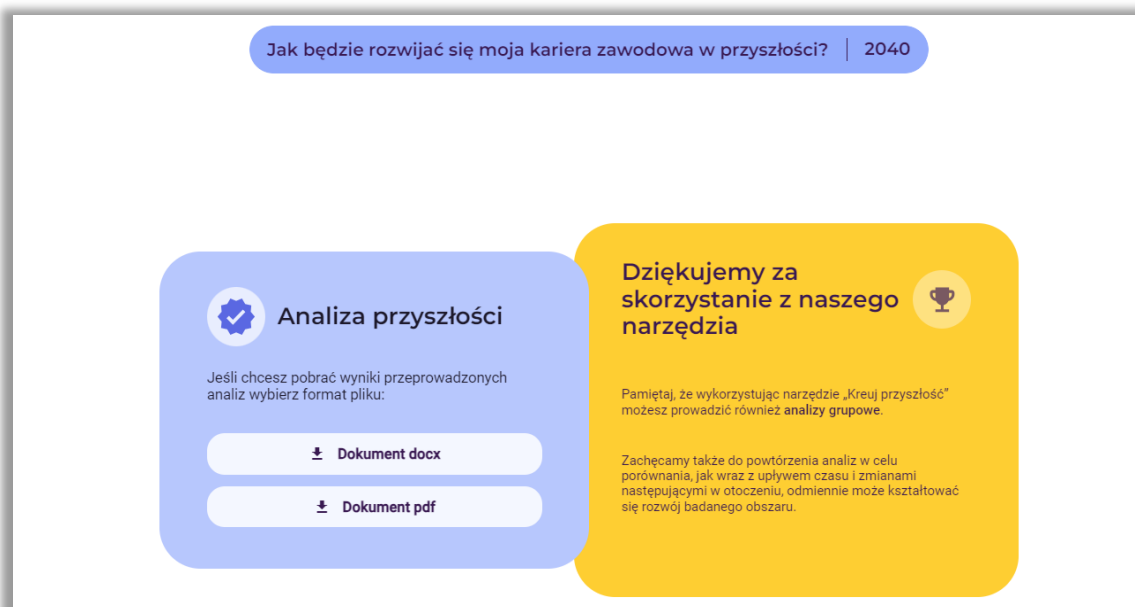 Jak będzie rozwijać się moja kariera zawodowa w przyszłości? | 2040
Analiza przyszłości
Jeśli chcesz pobrać wyniki przeprowadzonych
analiz wybierz format pliku:
Dokument docx
Dokument pdf
Dziękujemy za
skorzystanie z naszego
narzędzia
Pamiętaj, że wykorzystując narzędzie „Kreuj przyszłość”
możesz prowadzić również analizy grupowe.
Zachęcamy także do powtórzenia analiz w celu
porównania, jak wraz z upływem czasu i zmianami
następującymi w otoczeniu, odmiennie może kształtować
się rozwój badanego obszaru.